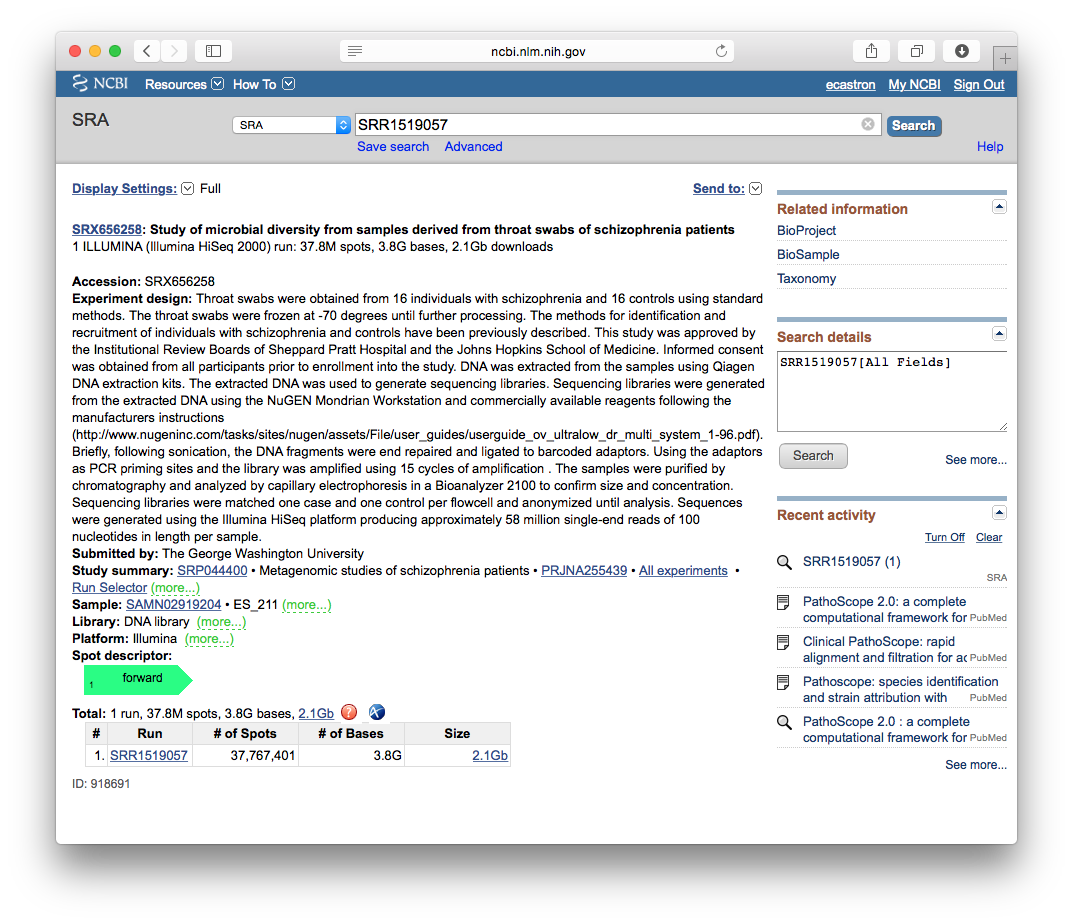 ncbi.nlm.nih.gov
NCBI Resources How To ecastron My NCBI Sign Out
SRA SRA SRR1519057 Search
Save search Advanced Help
Display Settings: Full Send to:
SRX656258: Study of microbial diversity from samples derived from throat swabs of schizophrenia patients
1 ILLUMINA (Illumina HiSeq 2000) run: 37.8M spots, 3.8G bases, 2.1Gb downloads
Accession: SRX656258
Experiment design: Throat swabs were obtained from 16 individuals with schizophrenia and 16 controls using standard
methods. The throat swabs were frozen at -70 degrees until further processing. The methods for identification and
recruitment of individuals with schizophrenia and controls have been previously described. This study was approved by
the Institutional Review Boards of Sheppard Pratt Hospital and the Johns Hopkins School of Medicine. Informed consent
was obtained from all participants prior to enrollment into the study. DNA was extracted from the samples using Qiagen
DNA extraction kits. The extracted DNA was used to generate sequencing libraries. Sequencing libraries were generated
from the extracted DNA using the NuGEN Mondrian Workstation and commercially available reagents following the
manufacturers instructions
(http://www.nugeninc.com/tasks/sites/nugen/assets/File/user_guides/userguide_ov_ultralow_dr_multi_system_1-96.pdf).
Briefly, following sonication, the DNA fragments were end repaired and ligated to barcoded adaptors. Using the adaptors
as PCR priming sites and the library was amplified using 15 cycles of amplification . The samples were purified by
chromatography and analyzed by capillary electrophoresis in a Bioanalyzer 2100 to confirm size and concentration.
Sequencing libraries were matched one case and one control per flowcell and anonymized until analysis. Sequences
were generated using the Illumina HiSeq platform producing approximately 58 million single-end reads of 100
nucleotides in length per sample.
Submitted by: The George Washington University
Study summary: SRP044400 • Metagenomic studies of schizophrenia patients • PRJNA255439 • All experiments •
Run Selector (more...)
Sample: SAMN02919204 • ES_211 (more...)
Library: DNA library (more...)
Platform: Illumina (more...)
Spot descriptor:
1 forward
Total: 1 run, 37.8M spots, 3.8G bases, 2.1Gb ?
# Run # of Spots # of Bases Size
1. SRR1519057 37,767,401 3.8G 2.1Gb
ID: 918691
Related information
BioProject
BioSample
Taxonomy
Search details
SRR1519057[All Fields]
Search See more...
Recent activity
Turn Off Clear
SRR1519057 (1)
SRA
PathoScope 2.0: a complete
computational framework for PubMed
Clinical PathoScope: rapid
alignment and filtration for ac PubMed
Pathoscope: species identification
and strain attribution with PubMed
PathoScope 2.0 : a complete
computational framework for PubMed
See more...